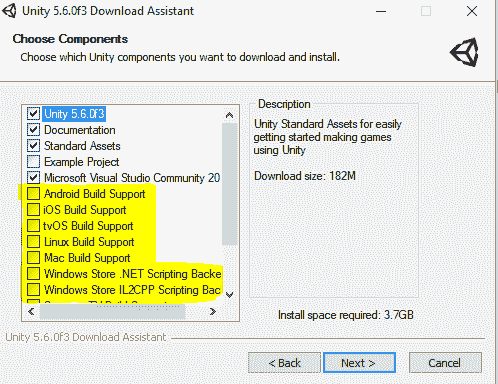 Unity 5.6.0f3 Download Assistant
Choose Components
Choose which Unity components you want to download and install.
Unity 5.6.0f3
Documentation
Standard Assets
Example Project
Microsoft Visual Studio Community 20
Android Build Support
iOS Build Support
tvOS Build Support
Linux Build Support
Mac Build Support
Windows Store .NET Scripting Backe
Windows Store IL2CPP Scripting Bac
Description
Unity Standard Assets for easily
getting started making games
using Unity
Download size: 182M
Install space required: 3.7GB
Unity 5.6.0f3 Download Assistant
< Back
Next >
Cancel